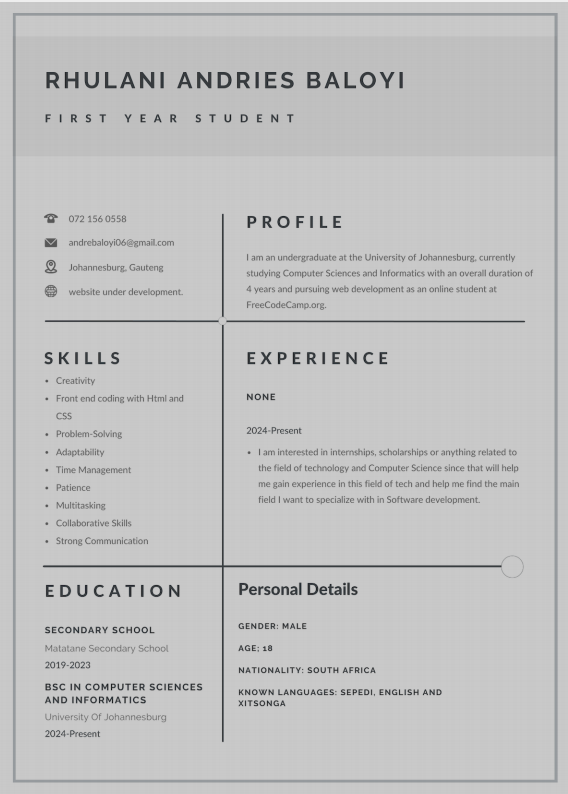 RHULANI ANDRIES BALOYI
FIRST YEAR STUDENT
072 156 0558
andrebaloyi06@gmail.com
Johannesburg, Gauteng
website under development.
PROFILE
I am an undergraduate at the University of Johannesburg, currently
studying Computer Sciences and Informatics with an overall duration of
4 years and pursuing web development as an online student at
FreeCodeCamp.org.
SKILLS
• Creativity
• Front end coding with Html and
CSS
• Problem-Solving
• Adaptability
• Time Management
• Patience
• Multitasking
• Collaborative Skills
• Strong Communication
EXPERIENCE
NONE
2024-Present
• I am interested in internships, scholarships or anything related to
the field of technology and Computer Science since that will help
me gain experience in this field of tech and help me find the main
field I want to specialize with in Software development.
EDUCATION
SECONDARY SCHOOL
Matatane Secondary School
2019-2023
BSC IN COMPUTER SCIENCES
AND INFORMATICS
University Of Johannesburg
2024-Present
Personal Details
GENDER: MALE
AGE; 18
NATIONALITY: SOUTH AFRICA
KNOWN LANGUAGES: SEPEDI, ENGLISH AND
XITSONGA